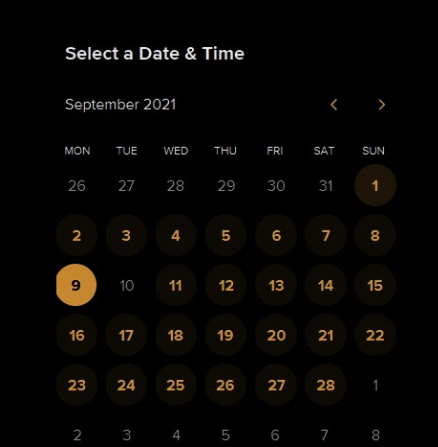 Select a Date & Time
September 2021
MON TUE WED THU FRI SAT SUN
26 27 28 29 30 31 1
2 3 4 5 6 7 8
9 10 11 12 13 14 15
16 17 18 19 20 21 22
23 24 25 26 27 28 1
2 3 4 5 6 7 8